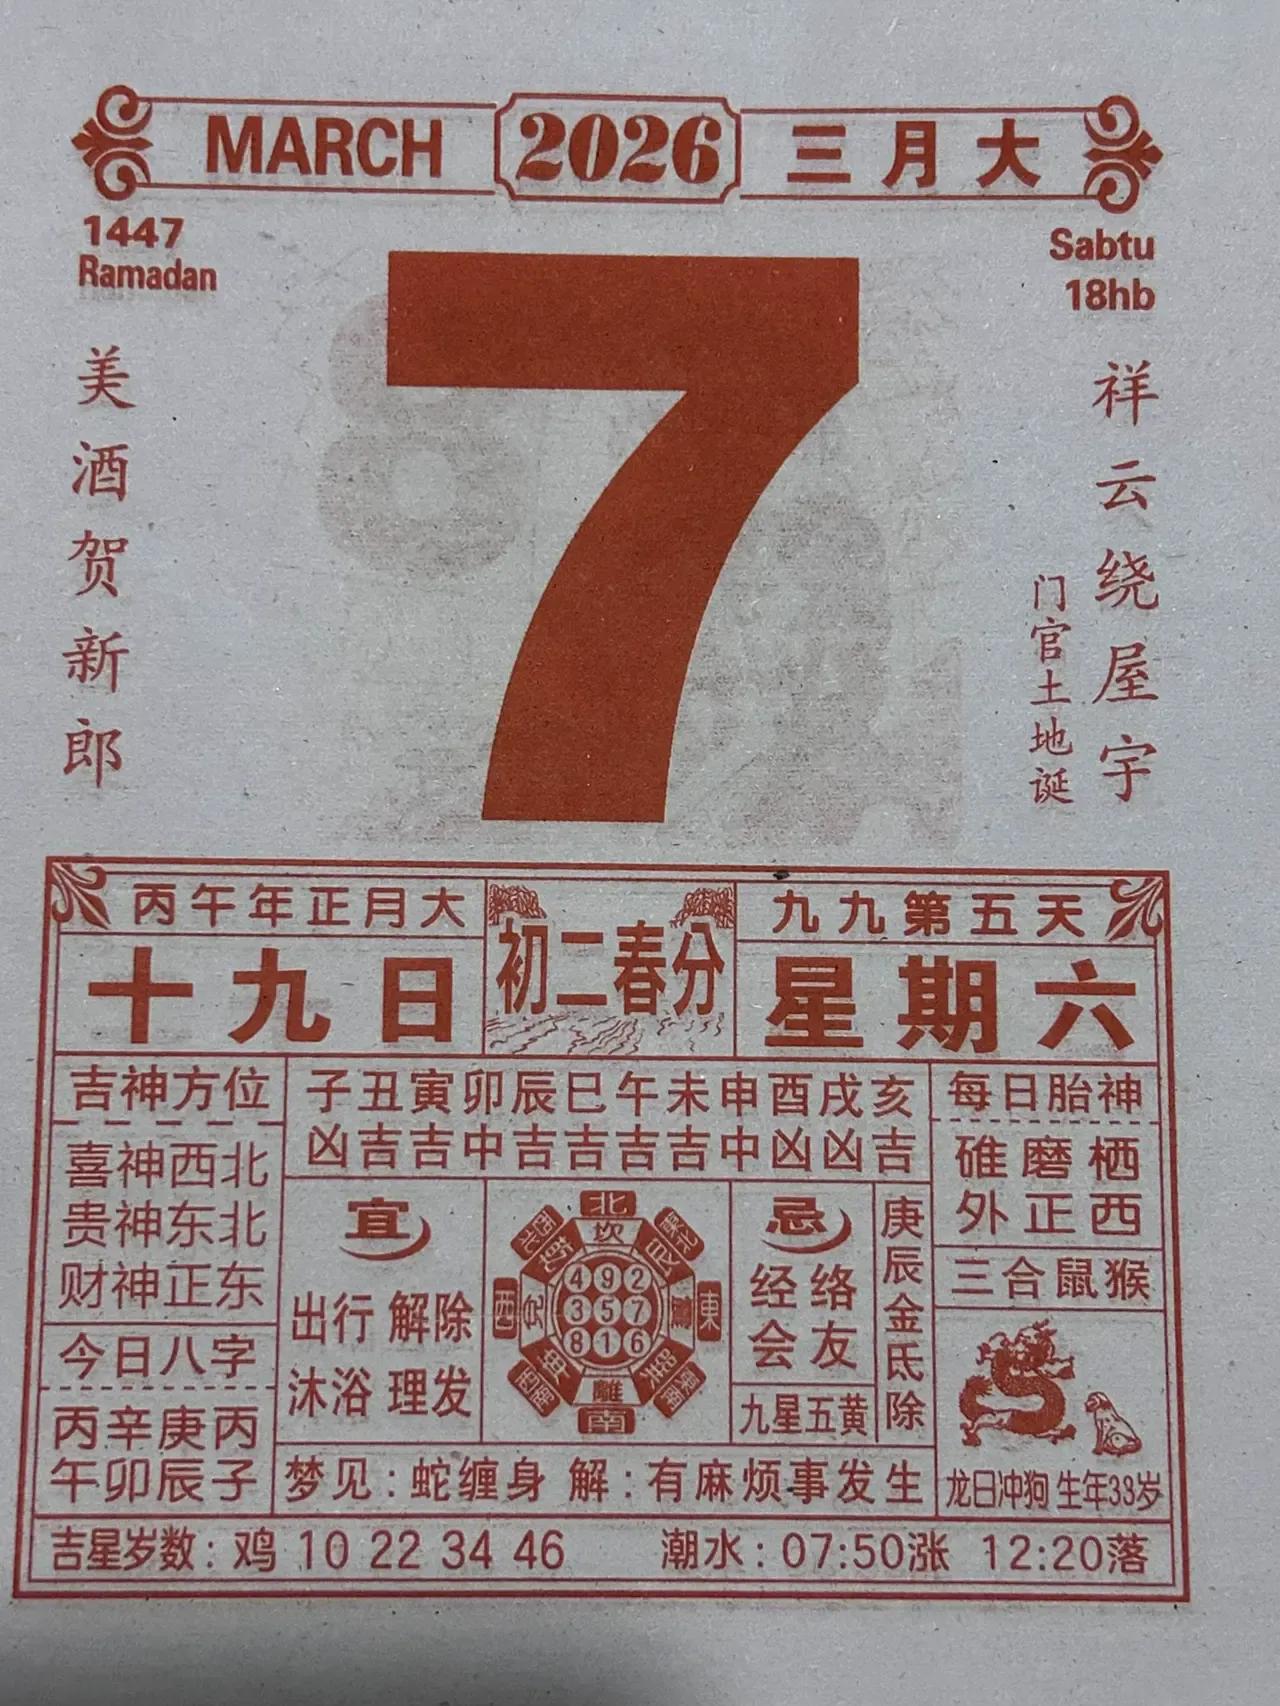 MARCH 2026 三月大
1447
Ramadan
Sabtu
18hb
美酒贺新郎
祥云绕屋宇
门官土地诞
7
丙午年正月大
十九日
初二春分
九九第五天
星期六
吉神方位
喜神西北
贵神东北
财神正东
今日八字
丙辛庚丙
午卯辰子
子丑寅卯辰巳午未申酉戌亥
凶吉吉中吉吉吉吉中凶凶吉
宜
出行 解除
沐浴 理发
北
坎
東
離
南
西
492
357
816
忌
经络
会友
九星五黄
庚辰金氐除
每日胎神
碓磨栖
外正西
三合鼠猴
龙日冲狗 生年33岁
梦见：蛇缠身 解：有麻烦事发生
吉星岁数：鸡 10 22 34 46 潮水：07:50涨 12:20落